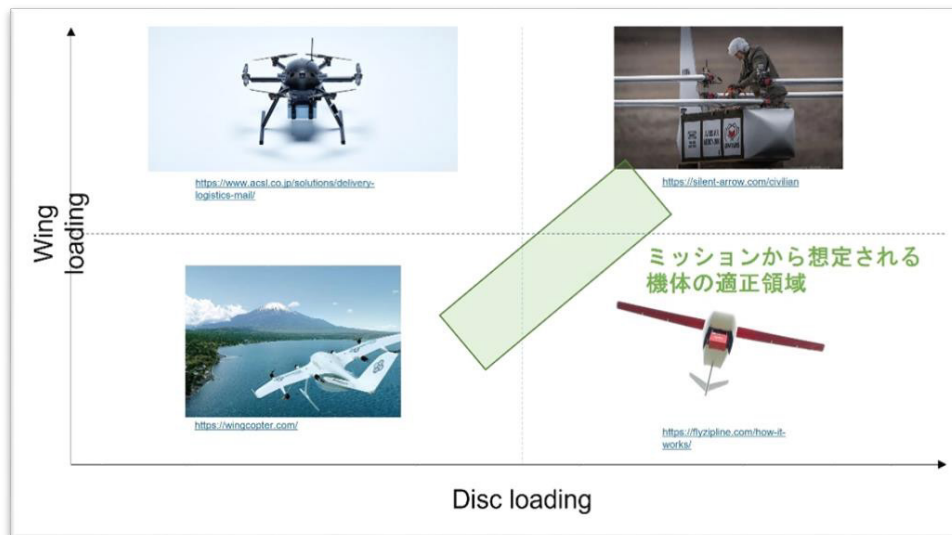 Wing
loading
https://www.acsl.co.jp/solutions/delivery-
logistics-mail/
https://silent-arrow.com/civilian
ミッションから想定される
機体の適正領域
https://wingcopter.com/
https://flyzipline.com/how-it-
works/
Disc loading